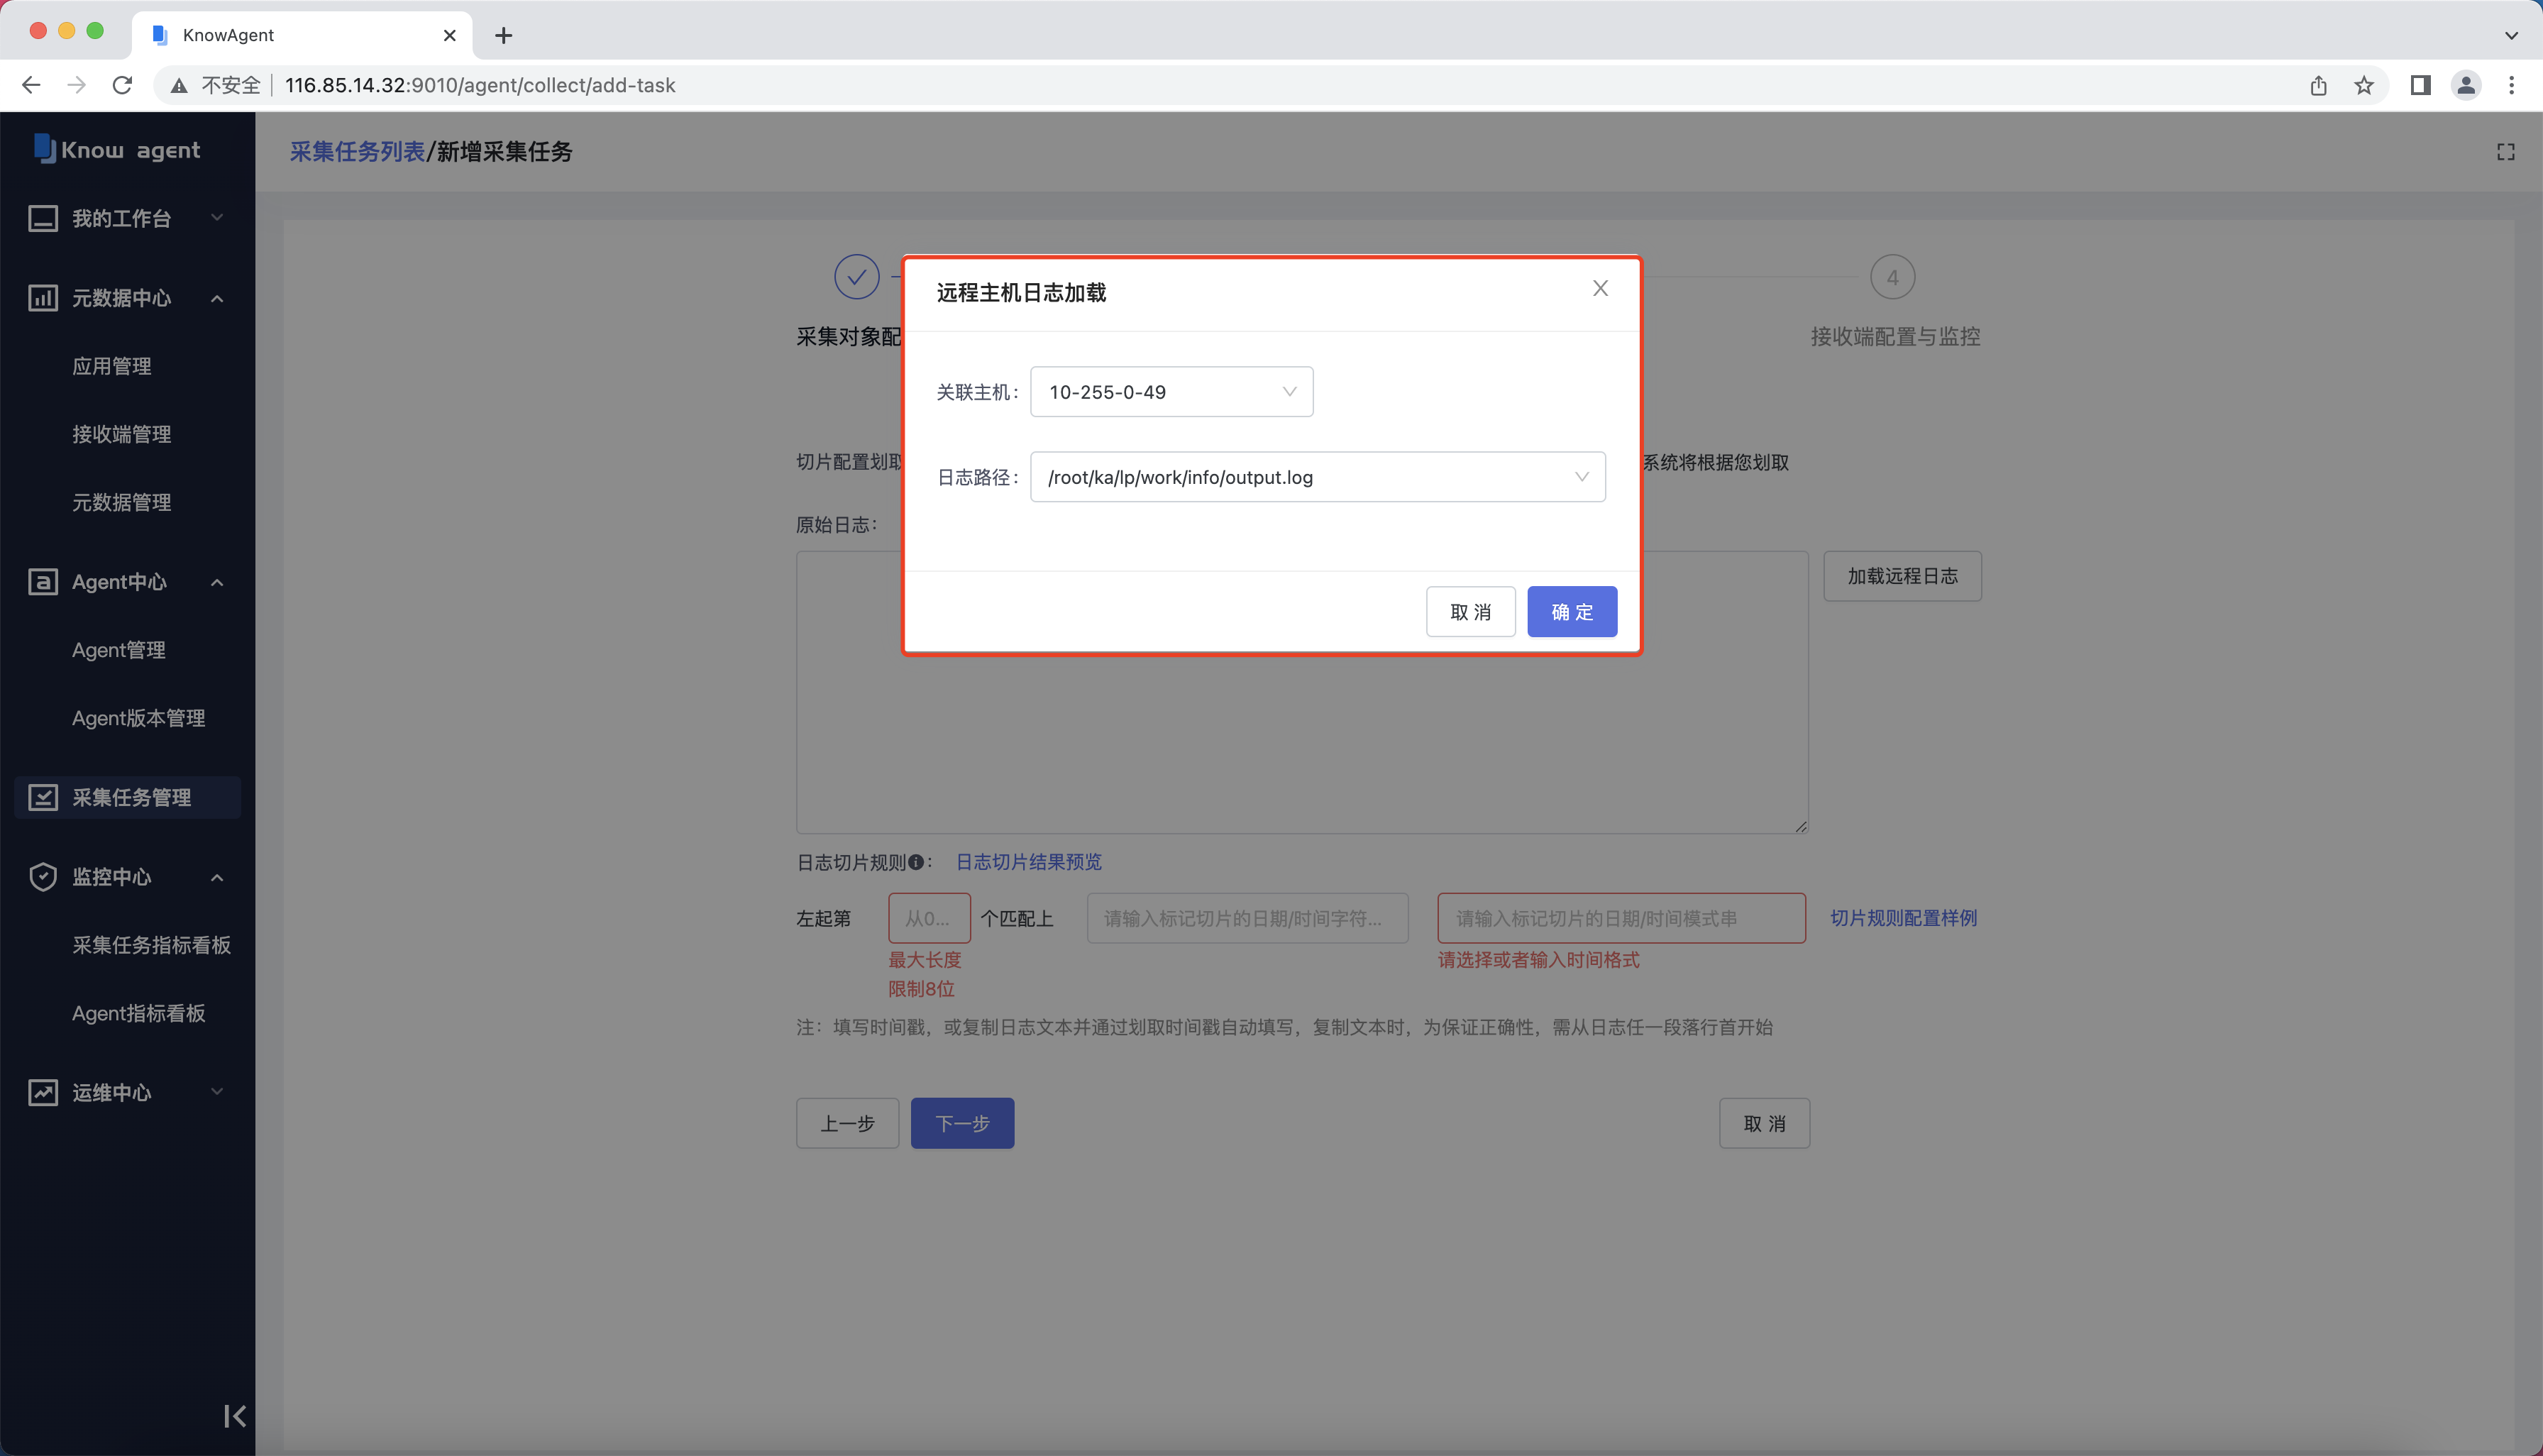 KnowAgent
不安全
116.85.14.32:9010/agent/collect/add-task
Know agent
采集任务列表/新增采集任务
我的工作台
元数据中心
应用管理
接收端管理
元数据管理
Agent中心
Agent管理
Agent版本管理
采集任务管理
监控中心
采集任务指标看板
Agent指标看板
运维中心
4
采集对象配
接收端配置与监控
远程主机日志加载
关联主机:
10-255-0-49
日志路径:
/root/ka/lp/work/info/output.log
取 消
确 定
切片配置划取
系统将根据您划取
原始日志:
加载远程日志
日志切片规则:
日志切片结果预览
左起第
从0...
个匹配上
请输入标记切片的日期/时间字符...
请输入标记切片的日期/时间模式串
切片规则配置样例
最大长度
限制8位
请选择或者输入时间格式
注：填写时间戳，或复制日志文本并通过划取时间戳自动填写，复制文本时，为保证正确性，需从日志任一段落行首开始
上一步
下一步
取 消